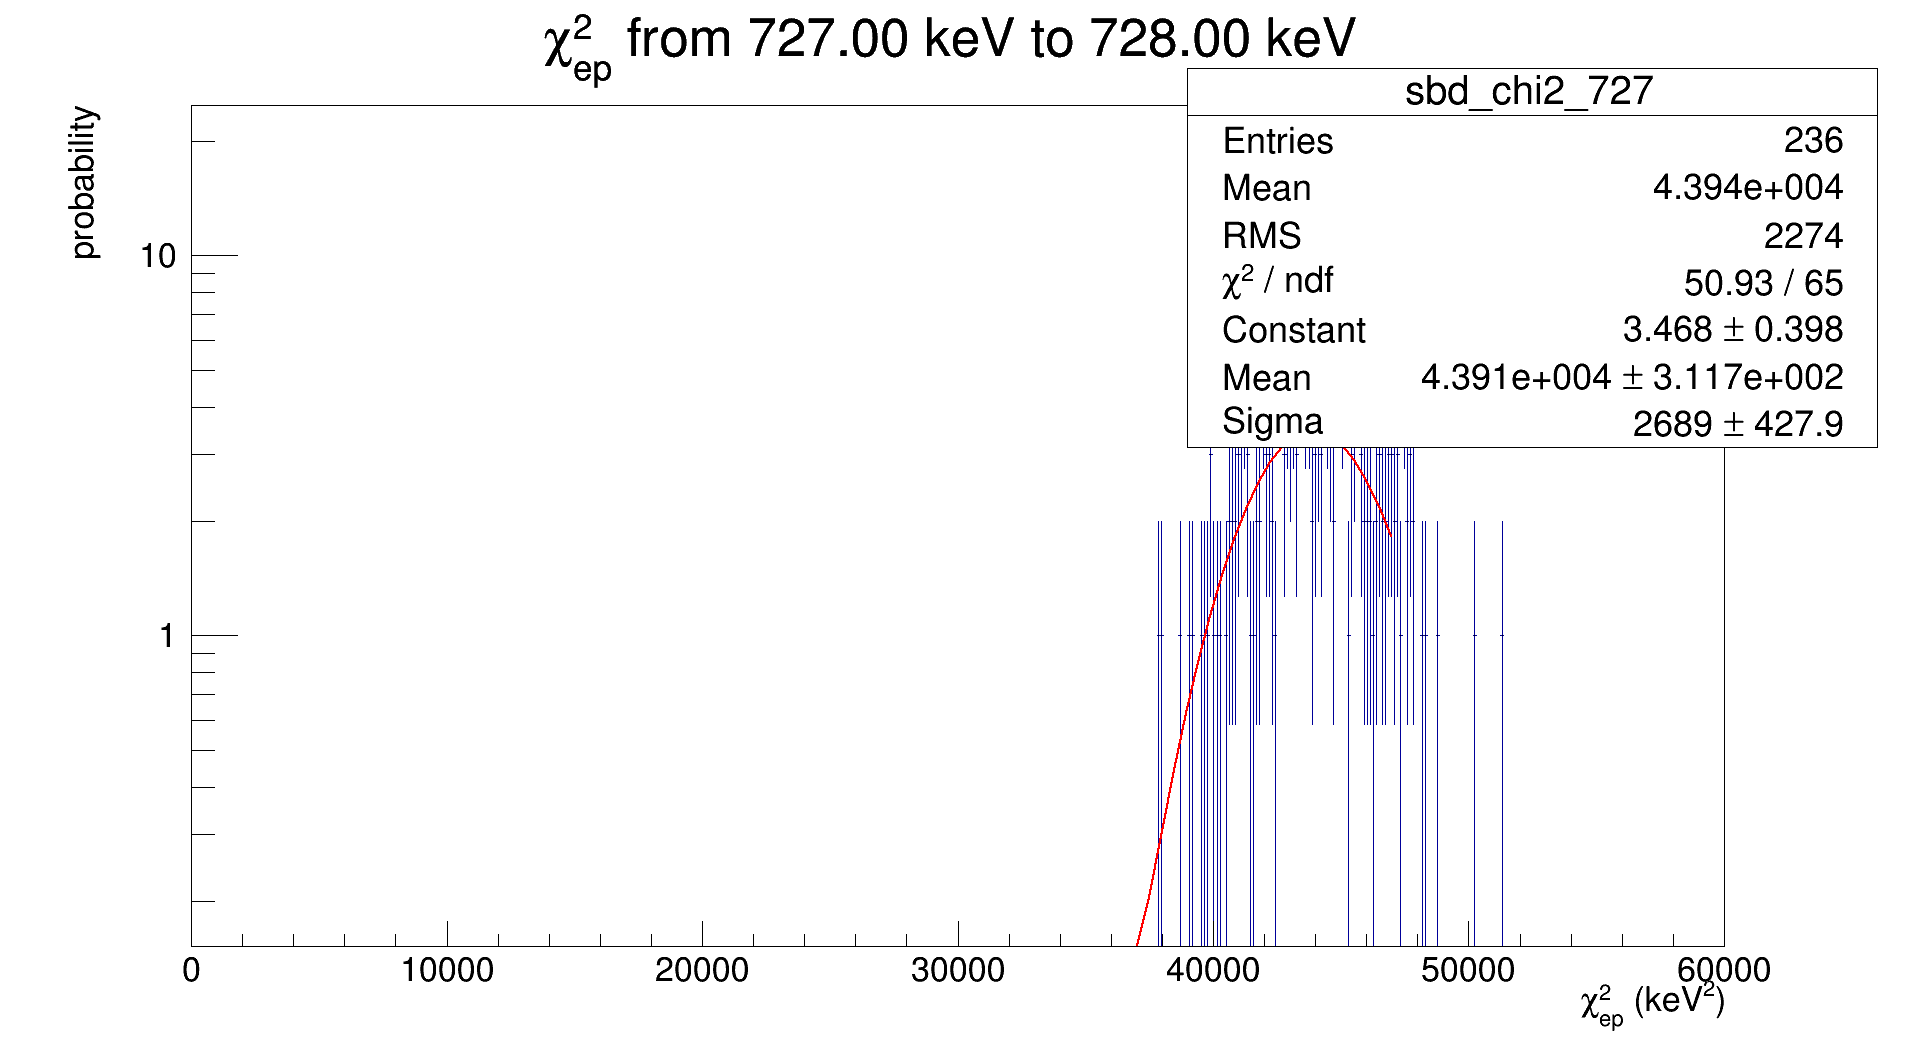 χ²ep from 727.00 keV to 728.00 keV
sbd_chi2_727
Entries 236
Mean 4.394e+004
RMS 2274
χ² / ndf 50.93 / 65
Constant 3.468 ± 0.398
Mean 4.391e+004 ± 3.117e+002
Sigma 2689 ± 427.9
probability
10
1
0 10000 20000 30000 40000 50000 60000
χ²ep (keV²)